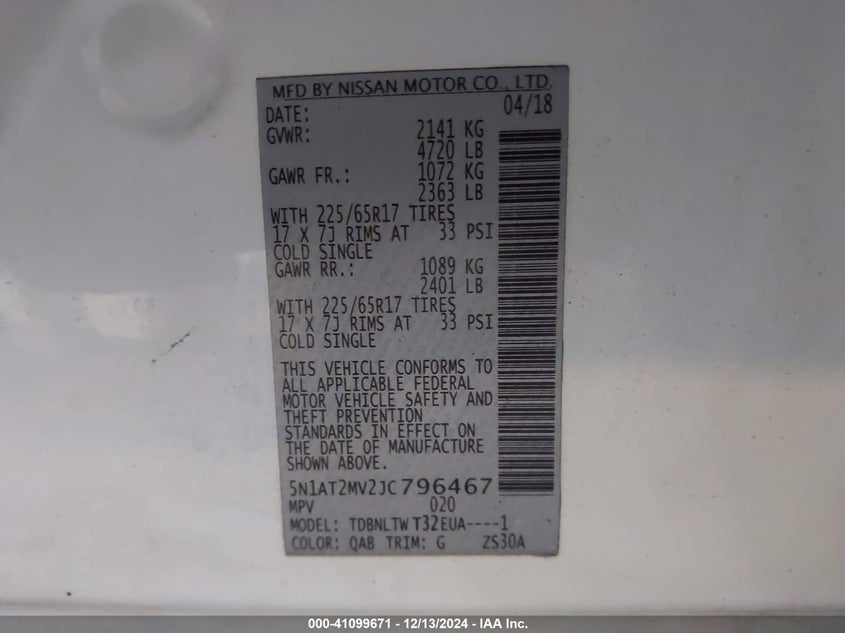 MFD BY NISSAN MOTOR CO., LTD.
DATE: 04/18
GVWR: 2141 KG
4720 LB
GAWR FR.: 1072 KG
2363 LB
WITH 225/65R17 TIRES
17 X 7J RIMS AT 33 PSI
COLD SINGLE
GAWR RR.: 1089 KG
2401 LB
WITH 225/65R17 TIRES
17 X 7J RIMS AT 33 PSI
COLD SINGLE
THIS VEHICLE CONFORMS TO
ALL APPLICABLE FEDERAL
MOTOR VEHICLE SAFETY AND
THEFT PREVENTION
STANDARDS IN EFFECT ON
THE DATE OF MANUFACTURE
SHOWN ABOVE.
5N1AT2MV2JC796467
MPV 020
MODEL: TDBNLTW T32EUA----1
COLOR: QAB TRIM: G ZS30A
000-41099671 - 12/13/2024 - IAA Inc.